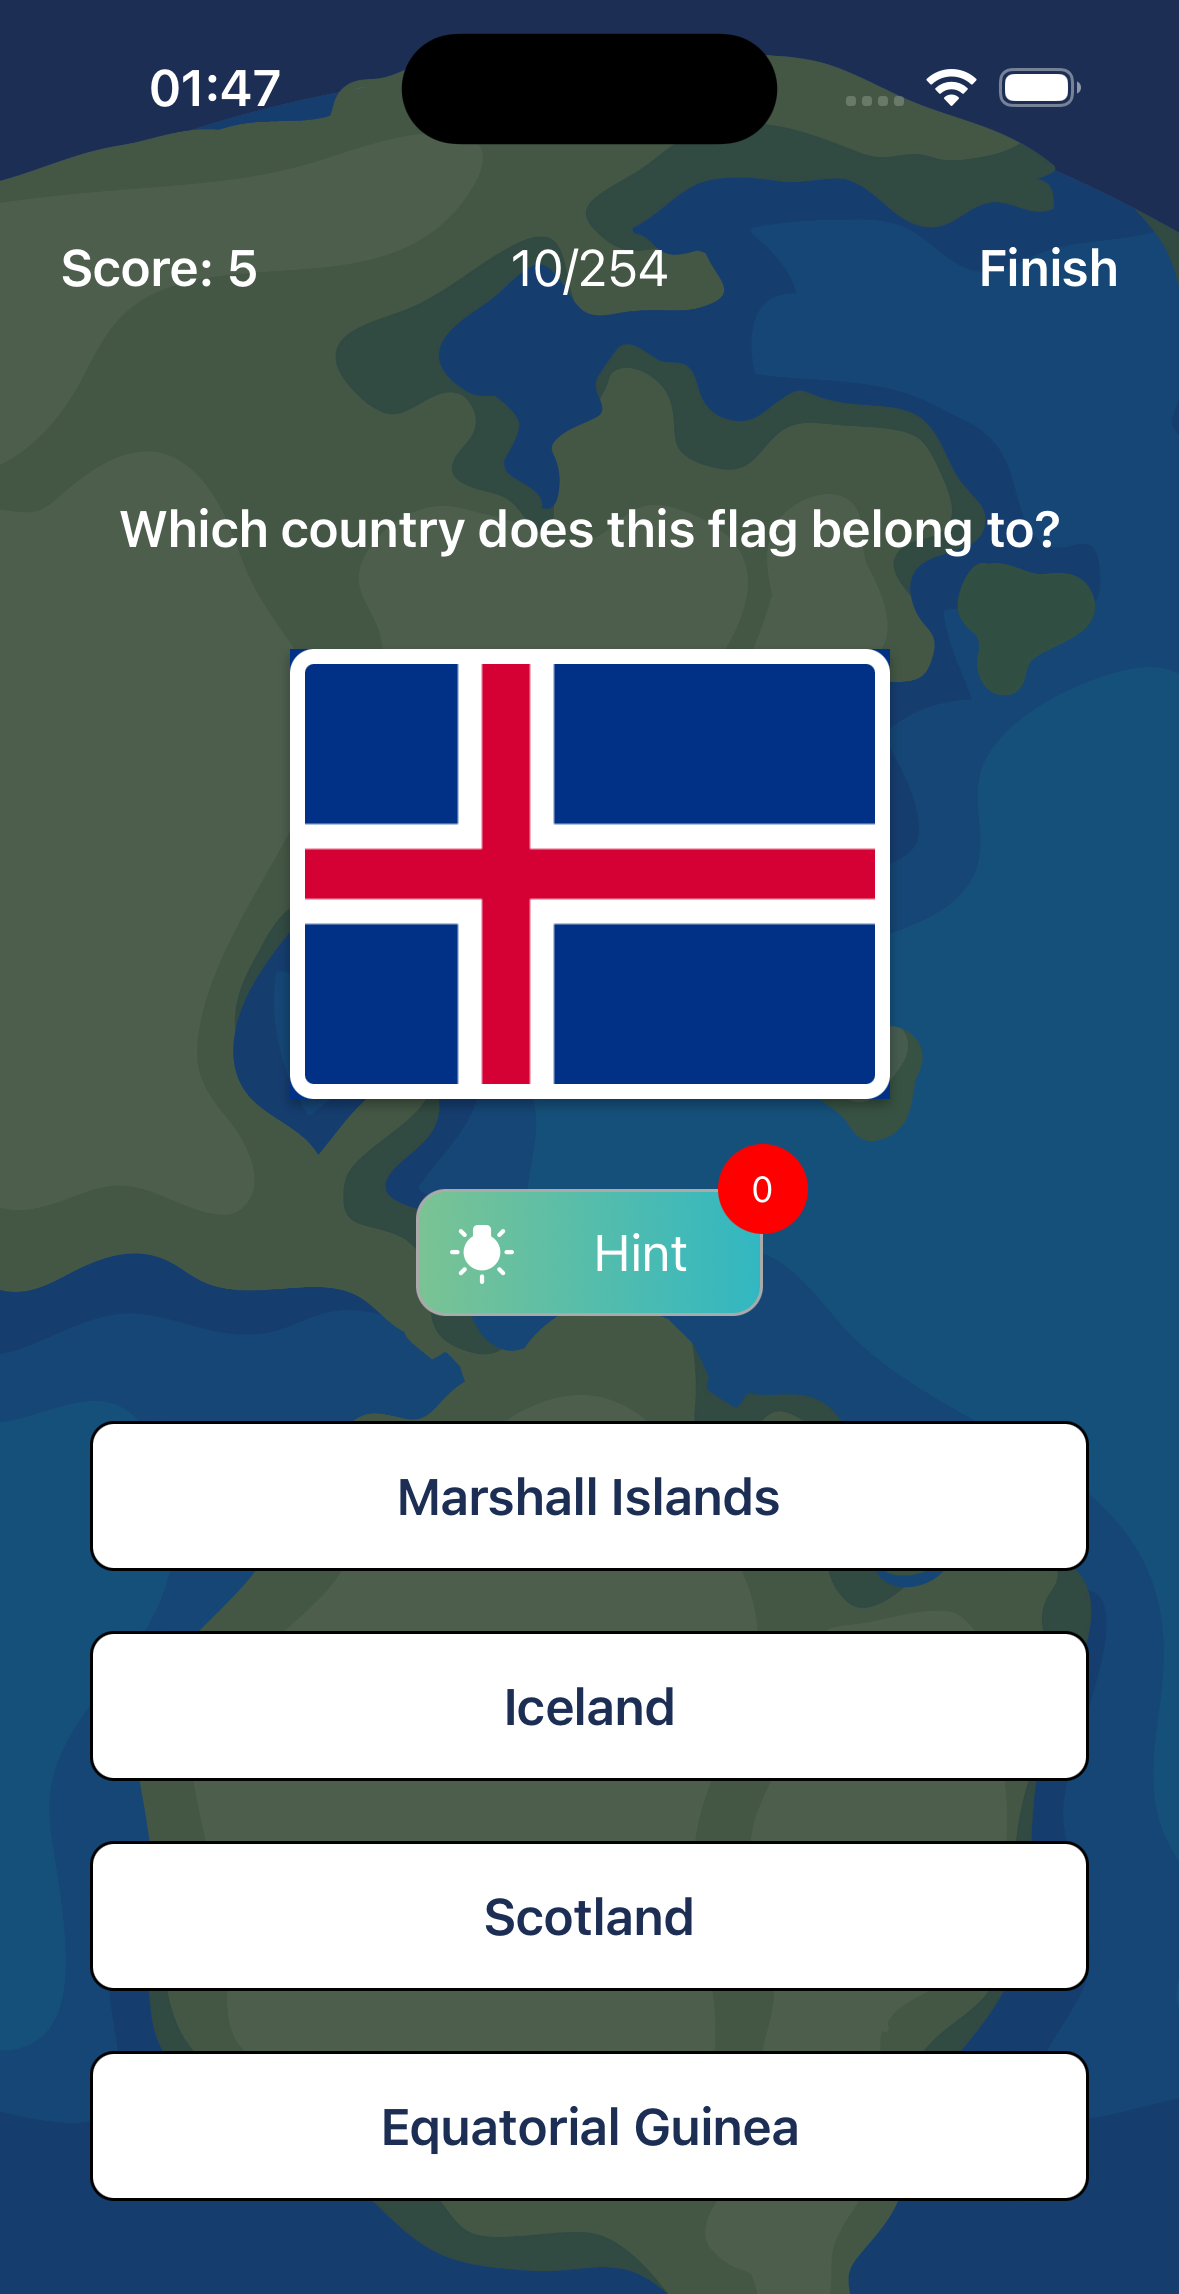 01:47
Score: 5
10/254
Finish
Which country does this flag belong to?
0
Hint
Marshall Islands
Iceland
Scotland
Equatorial Guinea